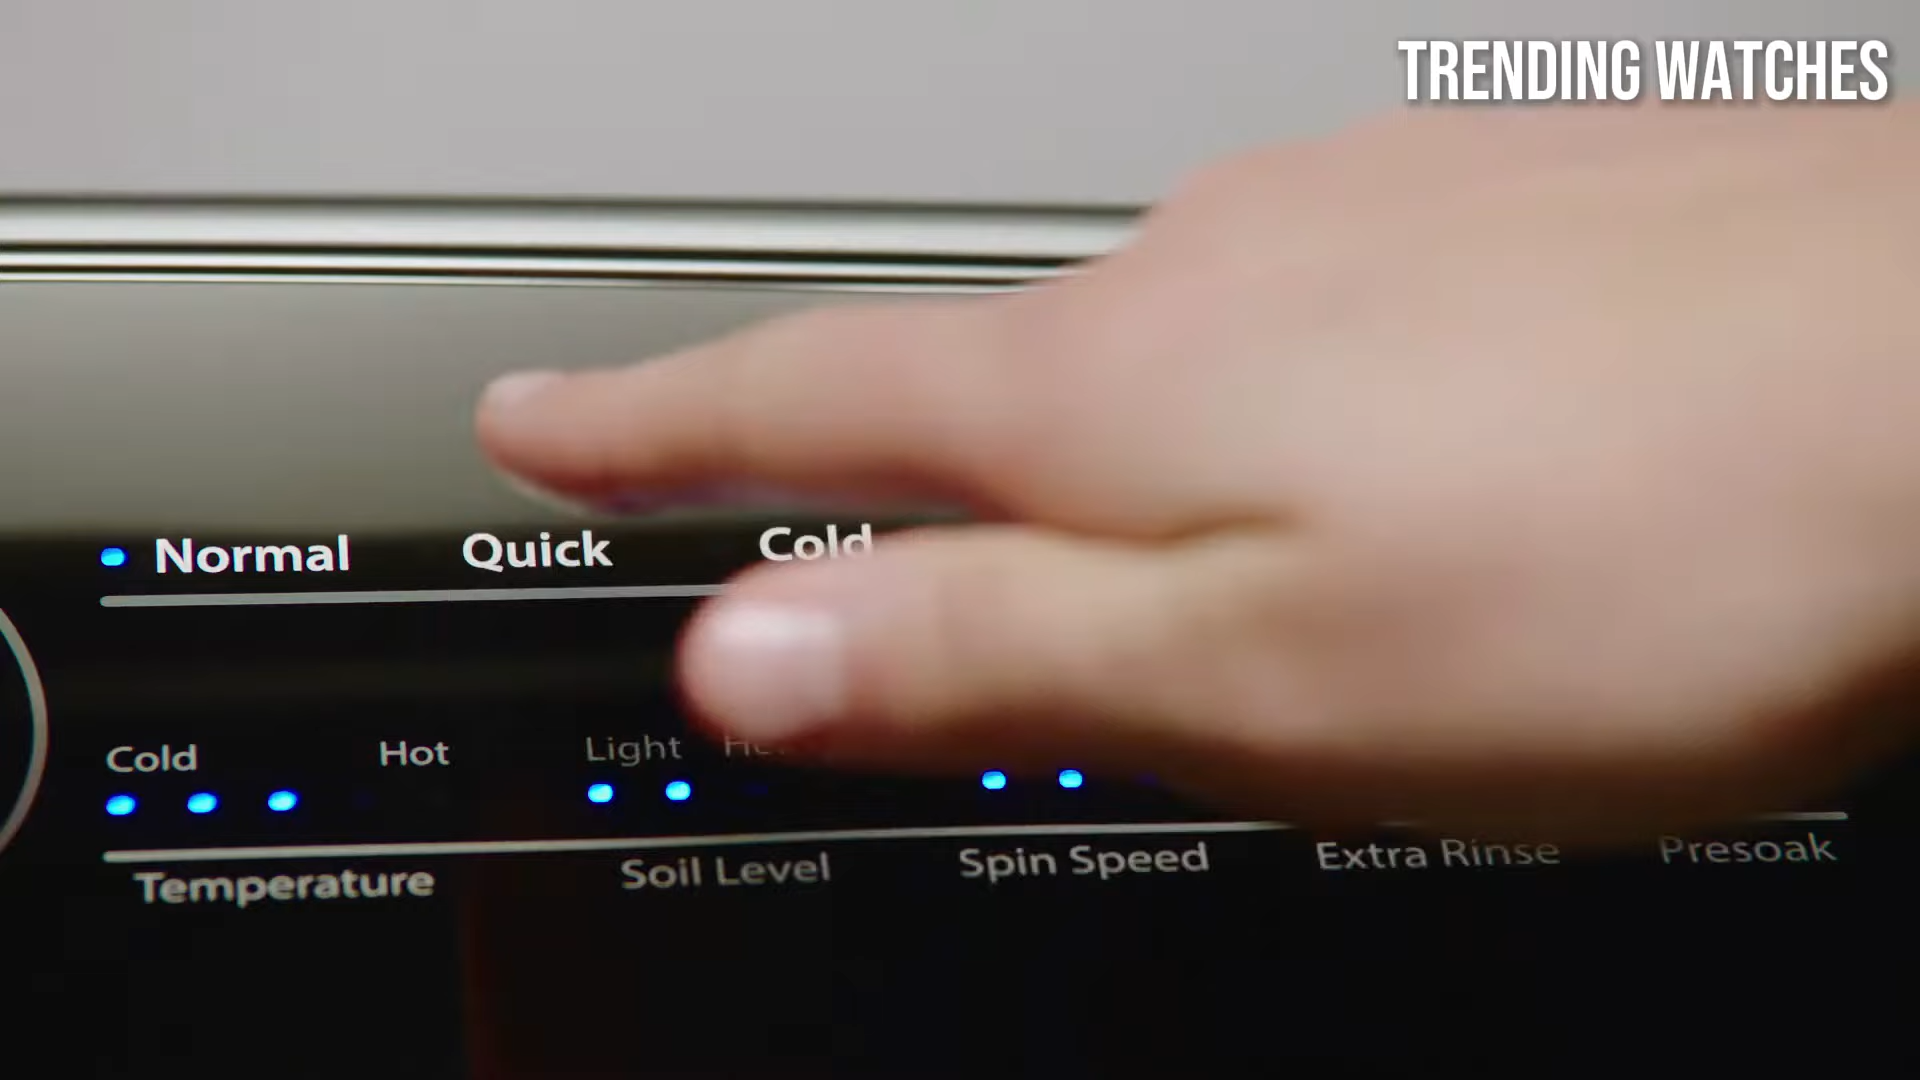 TRENDING WATCHES
Normal Quick Cold
Cold Hot Light
Temperature Soil Level Spin Speed Extra Rinse Presoak